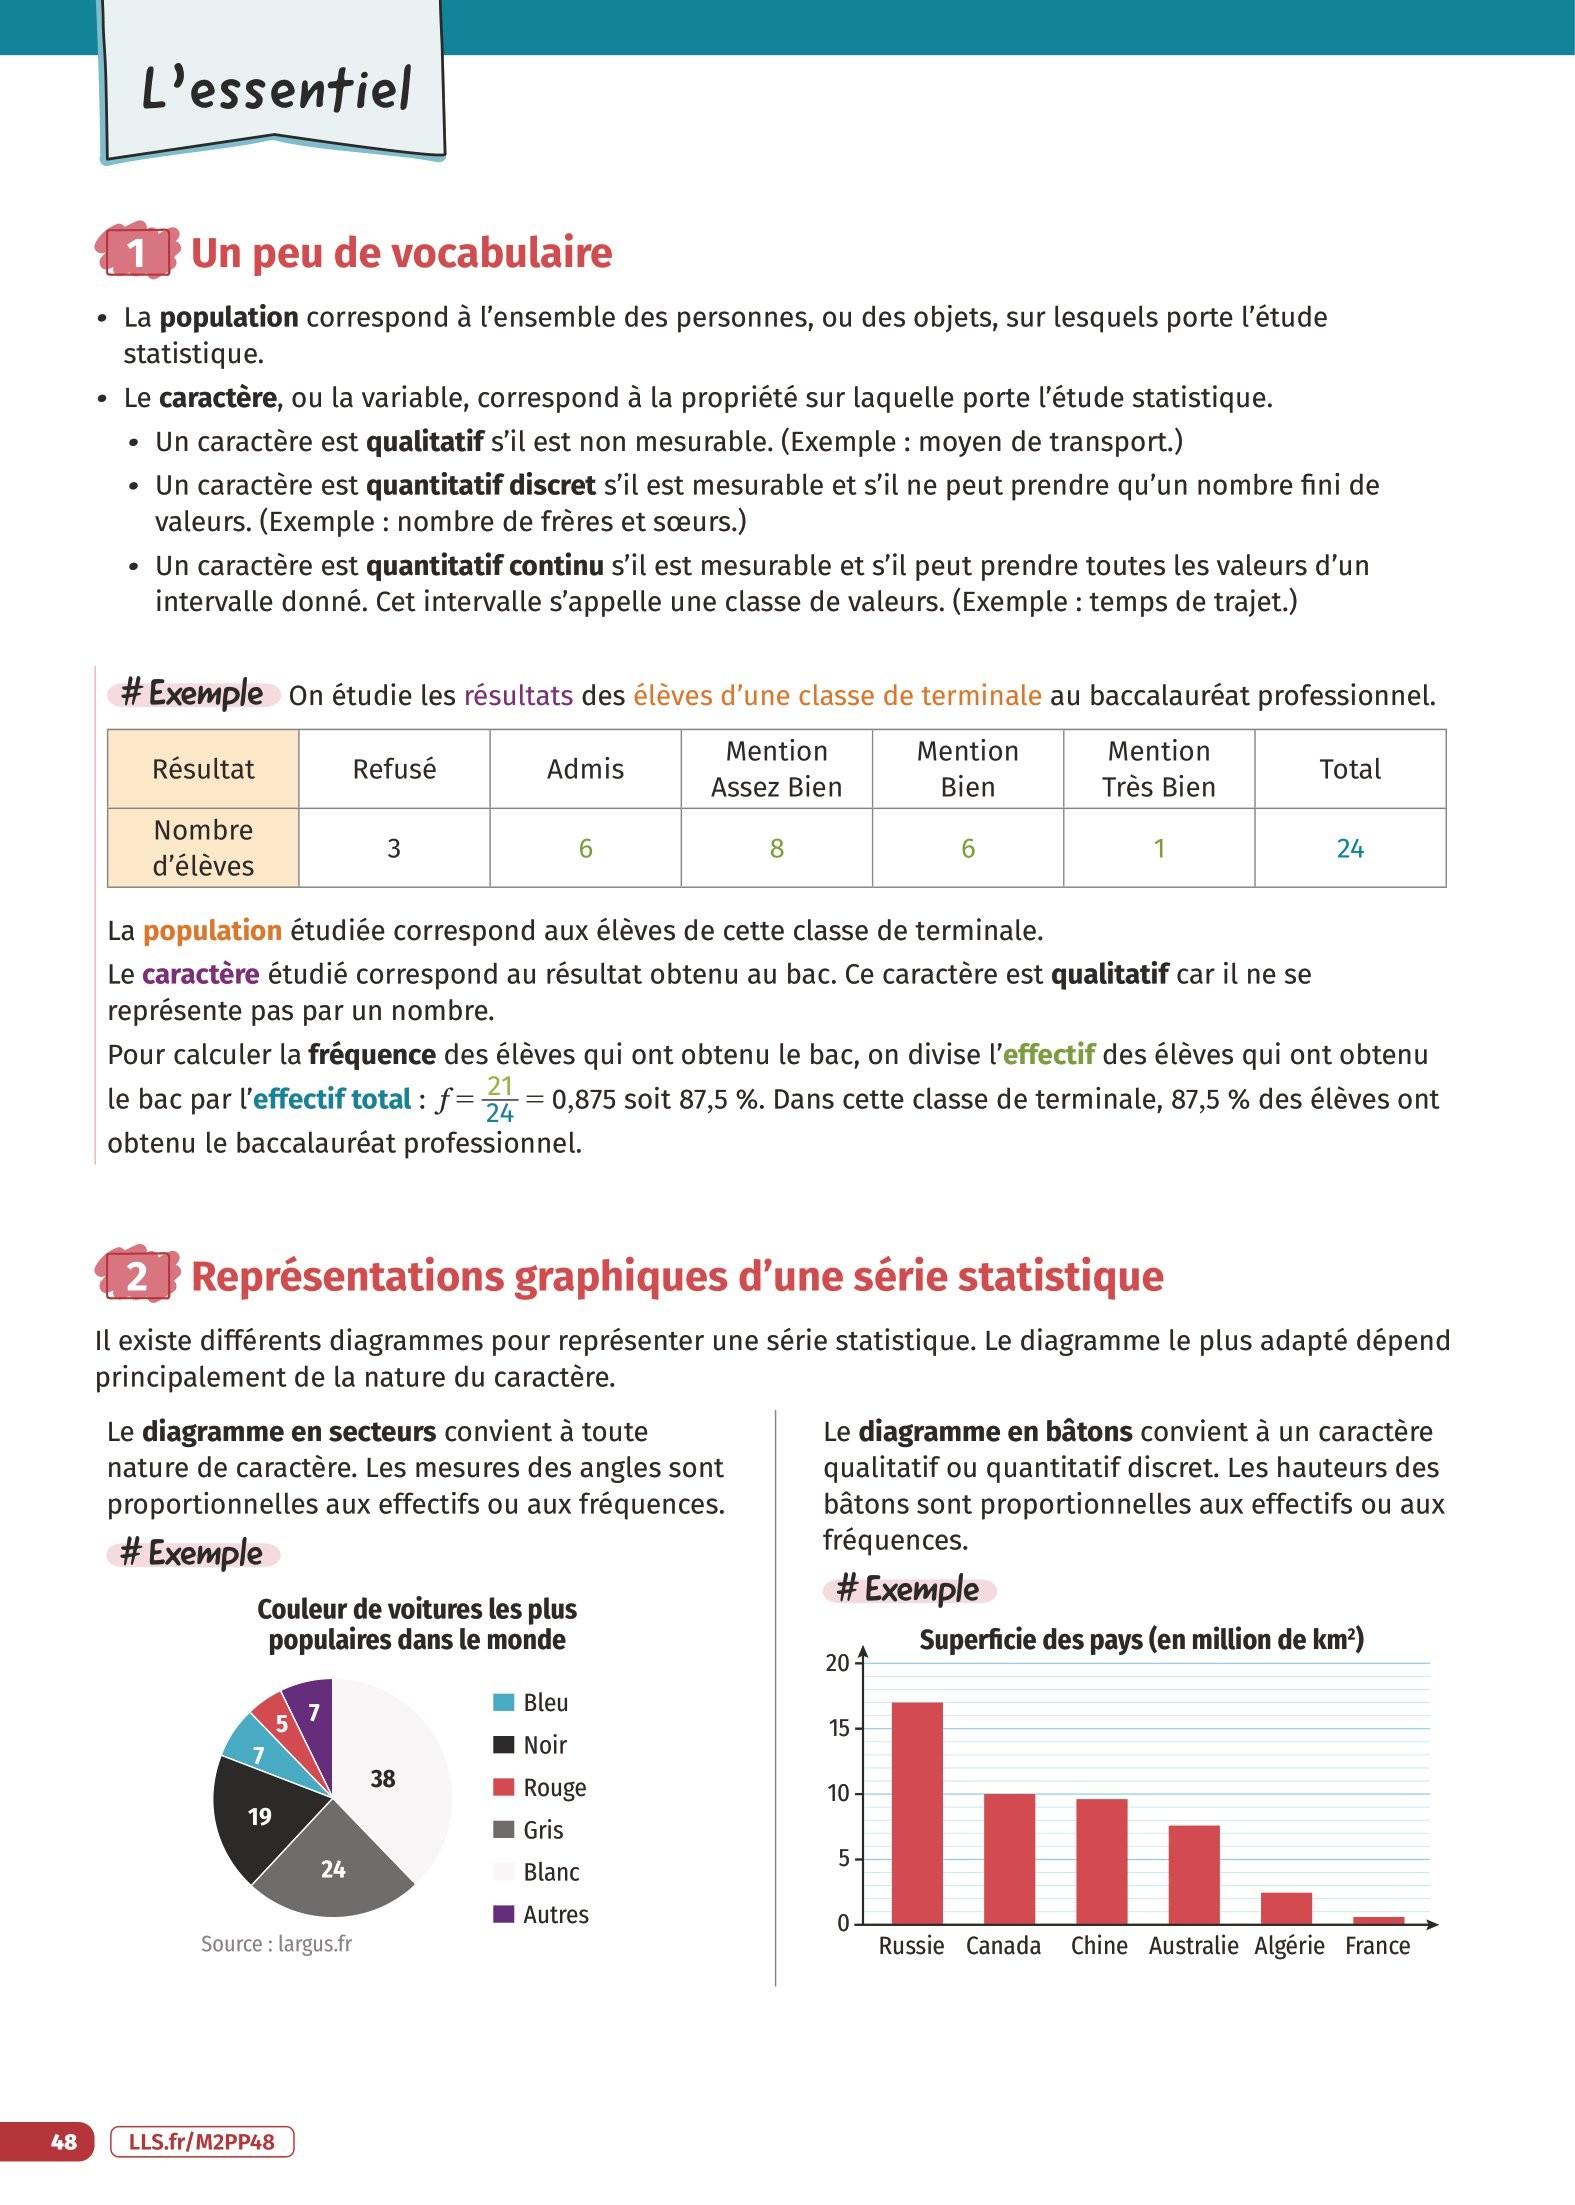 L'essentiel
1 Un peu de vocabulaire
• La population correspond à l'ensemble des personnes, ou des objets, sur lesquels porte l'étude
statistique.
• Le caractère, ou la variable, correspond à la propriété sur laquelle porte l'étude statistique.
• Un caractère est qualitatif s'il est non mesurable. (Exemple : moyen de transport.)
• Un caractère est quantitatif discret s'il est mesurable et s'il ne peut prendre qu'un nombre fini de
valeurs. (Exemple : nombre de frères et sœurs.)
• Un caractère est quantitatif continu s'il est mesurable et s'il peut prendre toutes les valeurs d'un
intervalle donné. Cet intervalle s'appelle une classe de valeurs. (Exemple : temps de trajet.)
# Exemple On étudie les résultats des élèves d'une classe de terminale au baccalauréat professionnel.
Résultat Refusé Admis Mention Assez Bien Mention Bien Mention Très Bien Total
Nombre d'élèves 3 6 8 6 1 24
La population étudiée correspond aux élèves de cette classe de terminale.
Le caractère étudié correspond au résultat obtenu au bac. Ce caractère est qualitatif car il ne se
représente pas par un nombre.
Pour calculer la fréquence des élèves qui ont obtenu le bac, on divise l'effectif des élèves qui ont obtenu
le bac par l'effectif total : f = 21/24 = 0,875 soit 87,5 %. Dans cette classe de terminale, 87,5 % des élèves ont
obtenu le baccalauréat professionnel.
2 Représentations graphiques d'une série statistique
Il existe différents diagrammes pour représenter une série statistique. Le diagramme le plus adapté dépend
principalement de la nature du caractère.
Le diagramme en secteurs convient à toute
nature de caractère. Les mesures des angles sont
proportionnelles aux effectifs ou aux fréquences.
# Exemple
Couleur de voitures les plus
populaires dans le monde
7
5
7
38
19
24
Bleu
Noir
Rouge
Gris
Blanc
Autres
Source : largus.fr
Le diagramme en bâtons convient à un caractère
qualitatif ou quantitatif discret. Les hauteurs des
bâtons sont proportionnelles aux effectifs ou aux
fréquences.
# Exemple
Superficie des pays (en million de km²)
20
15
10
5
0
Russie Canada Chine Australie Algérie France
48 LLS.fr/M2PP48